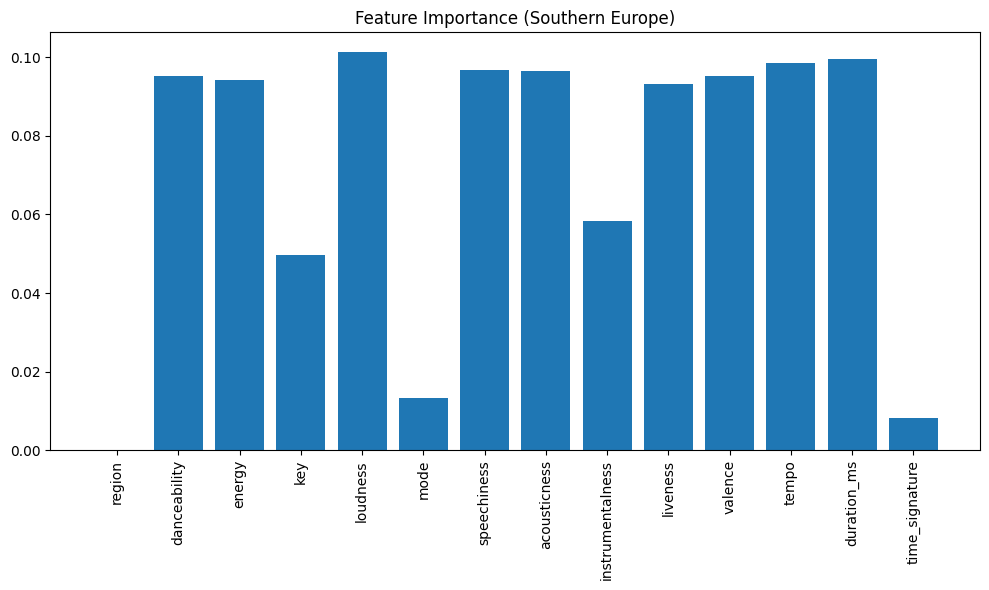 Feature Importance (Southern Europe)
0.10
0.08
0.06
0.04
0.02
0.00
region
danceability
energy
key
loudness
mode
speechiness
acousticness
instrumentalness
liveness
valence
tempo
duration_ms
time_signature